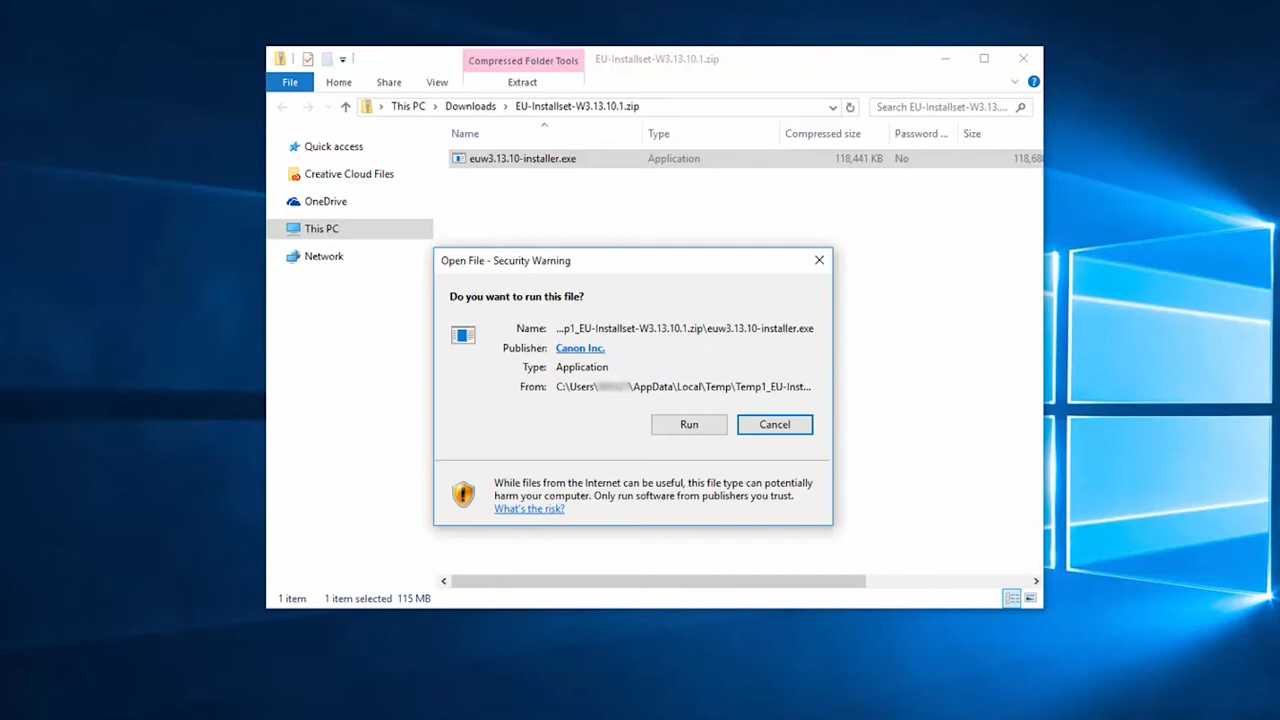 Compressed Folder Tools
EU-Installset-W3.13.10.1.zip
File
Home
Share
View
Extract
This PC
Downloads
EU-Installset-W3.13.10.1.zip
Search EU-Installset-W3.13....
Name
Type
Compressed size
Password ...
Size
Quick access
Creative Cloud Files
OneDrive
This PC
Network
euw3.13.10-installer.exe
Application
118,441 KB
No
118,680
Open File - Security Warning
Do you want to run this file?
Name: ...p1_EU-Installset-W3.13.10.1.zip\euw3.13.10-installer.exe
Publisher: Canon Inc.
Type: Application
From: C:\Users\ \AppData\Local\Temp\Temp1_EU-Inst...
Run
Cancel
While files from the Internet can be useful, this file type can potentially
harm your computer. Only run software from publishers you trust.
What's the risk?
1 item
1 item selected 115 MB